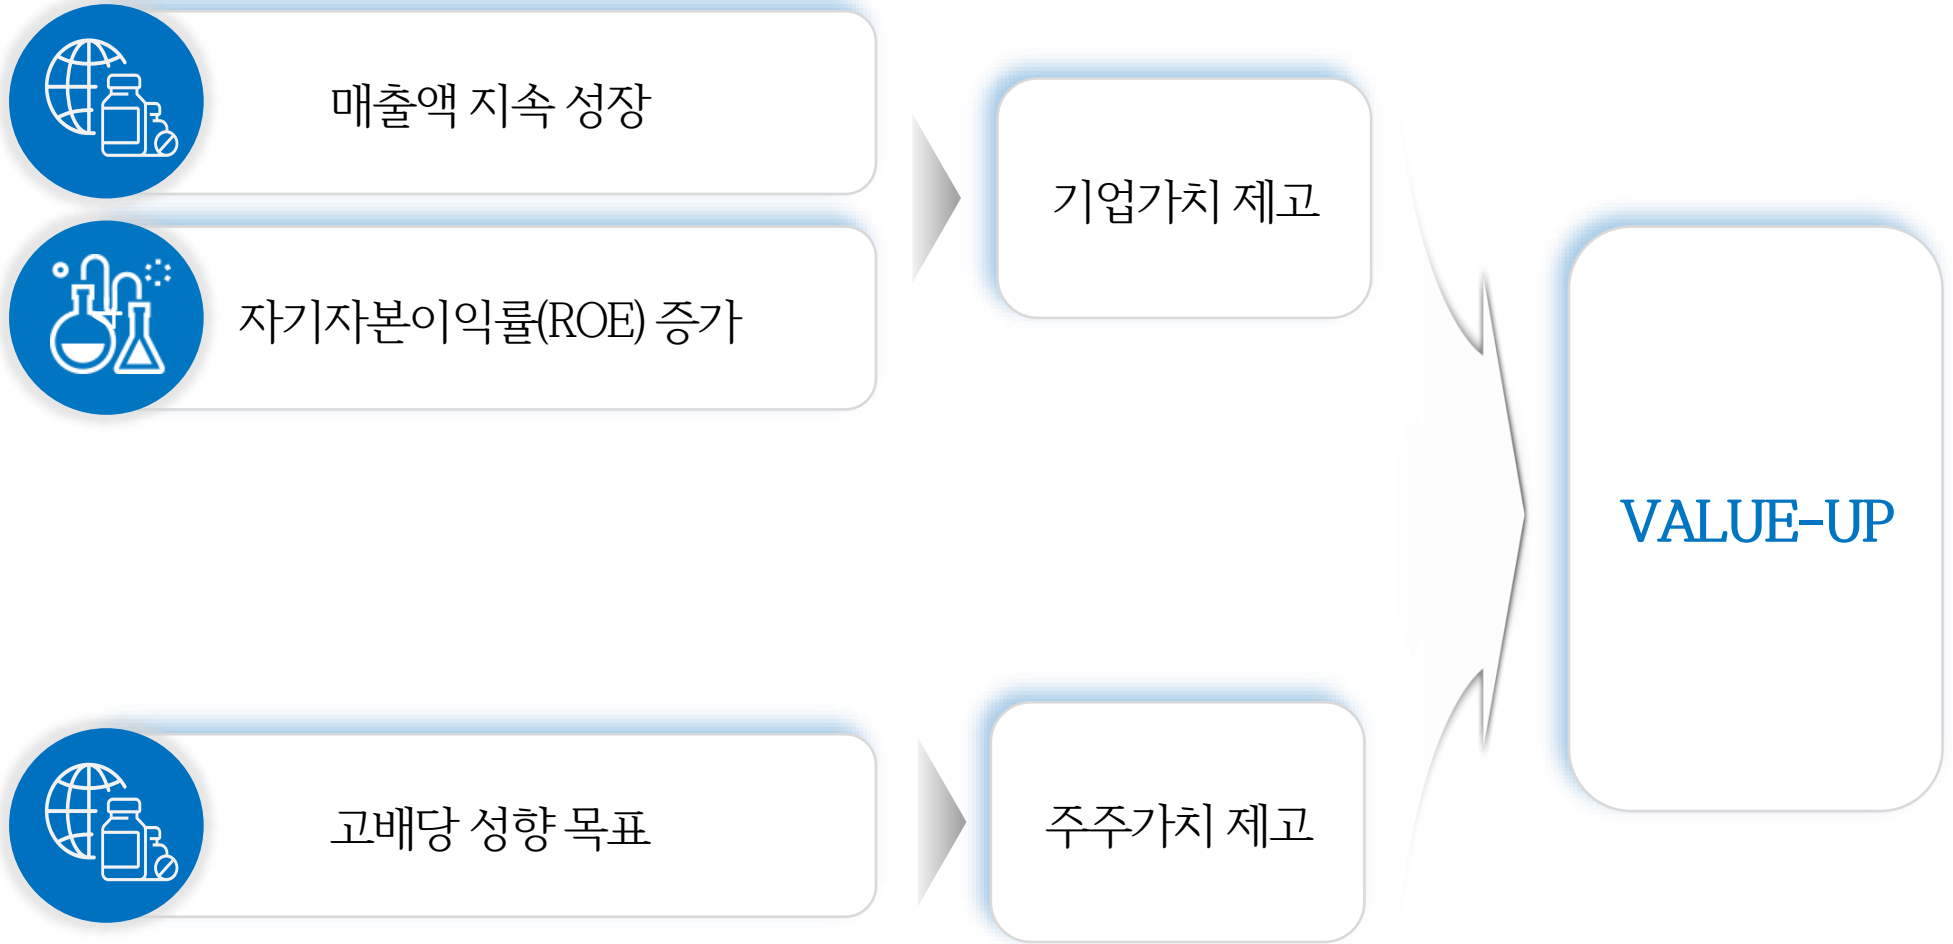 매출액 지속 성장
자기자본이익률(ROE) 증가
기업가치 제고
고배당 성향 목표
주주가치 제고
VALUE-UP